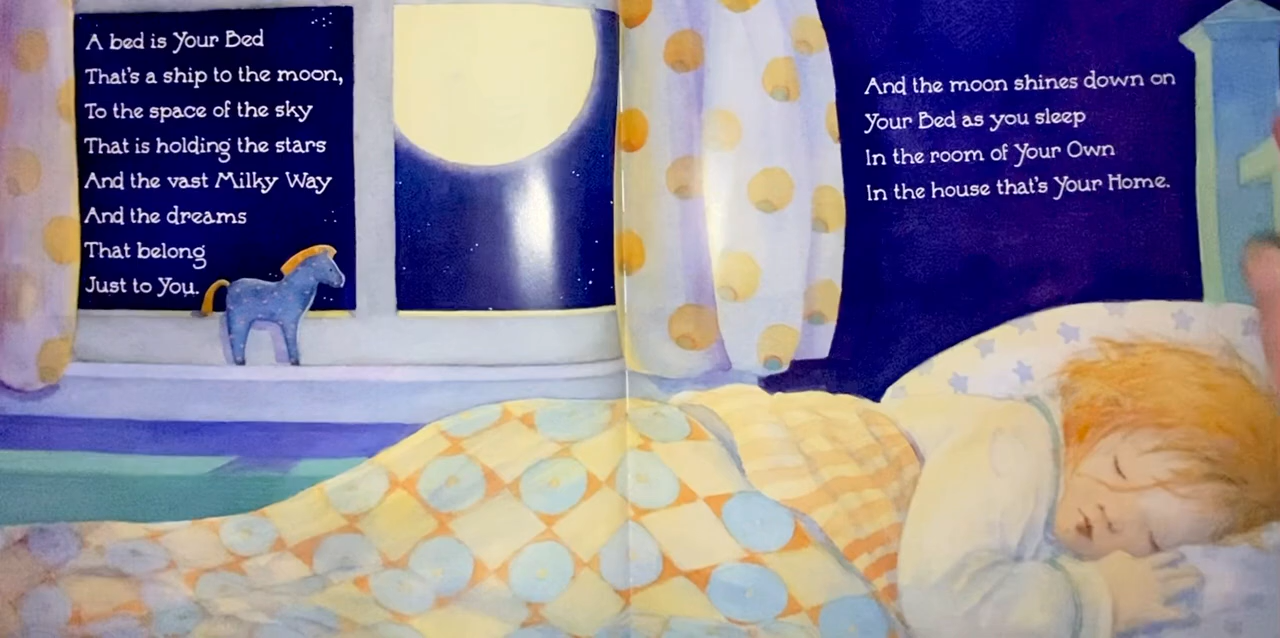 A bed is Your Bed
That's a ship to the moon,
To the space of the sky
That is holding the stars
And the vast Milky Way
And the dreams
That belong
Just to You.
And the moon shines down on
Your Bed as you sleep
In the room of Your Own
In the house that's Your Home.